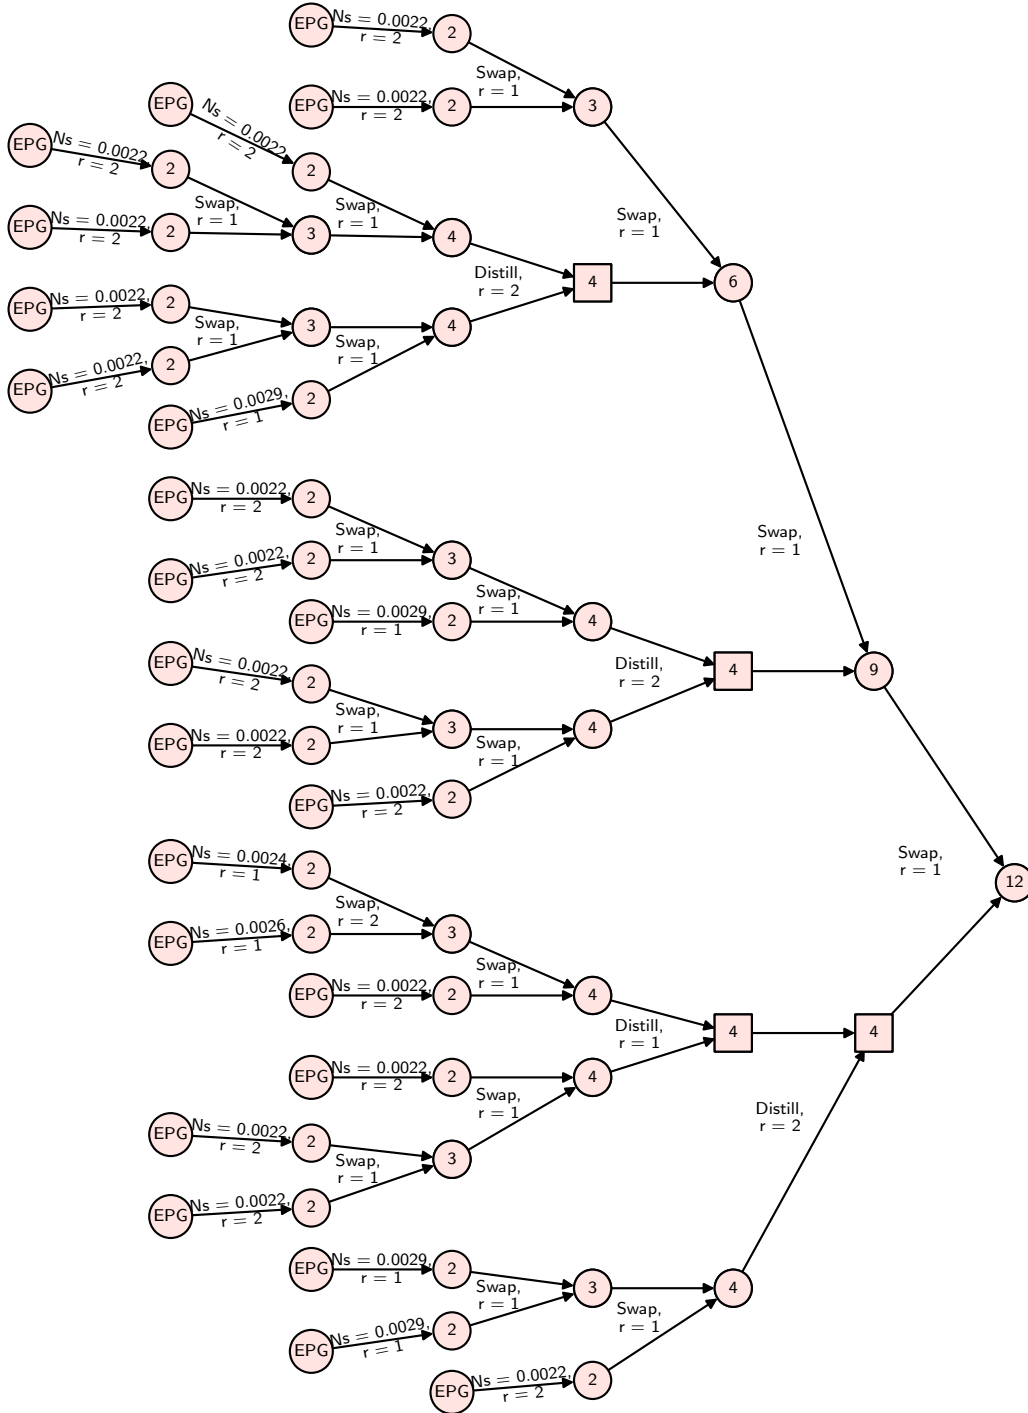 EPG
Ns = 0.0022,
r = 2
2
Swap,
r = 1
EPG
Ns = 0.0022,
r = 2
2
3
EPG
Ns = 0.0022,
r = 2
2
EPG
Ns = 0.0022,
r = 2
2
Swap,
r = 1
Swap,
r = 1
EPG
Ns = 0.0022,
r = 2
2
3
4
Swap,
r = 1
Distill,
r = 2
4
6
EPG
Ns = 0.0022,
r = 2
2
Swap,
r = 1
3
4
EPG
Ns = 0.0022,
r = 2
2
Swap,
r = 1
EPG
Ns = 0.0029,
r = 1
2
EPG
Ns = 0.0022,
r = 2
2
Swap,
r = 1
Swap,
r = 1
EPG
Ns = 0.0022,
r = 2
2
3
Swap,
r = 1
EPG
Ns = 0.0029,
r = 1
2
4
EPG
Ns = 0.0022,
r = 2
2
Distill,
r = 2
4
9
Swap,
r = 1
EPG
Ns = 0.0022,
r = 2
2
3
4
Swap,
r = 1
EPG
Ns = 0.0022,
r = 2
2
EPG
Ns = 0.0024,
r = 1
2
Swap,
r = 1
12
Swap,
r = 2
EPG
Ns = 0.0026,
r = 1
2
3
Swap,
r = 1
EPG
Ns = 0.0022,
r = 2
2
4
Distill,
r = 1
4
4
EPG
Ns = 0.0022,
r = 2
2
4
Swap,
r = 1
Distill,
r = 2
EPG
Ns = 0.0022,
r = 2
2
3
Swap,
r = 1
EPG
Ns = 0.0022,
r = 2
2
EPG
Ns = 0.0029,
r = 1
2
Swap,
r = 1
3
4
EPG
Ns = 0.0029,
r = 1
2
Swap,
r = 1
EPG
Ns = 0.0022,
r = 2
2